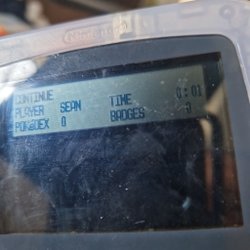 CONTINUE
PLAYER SEAN TIME 0:01
POKéDEX 0 BADGES 0